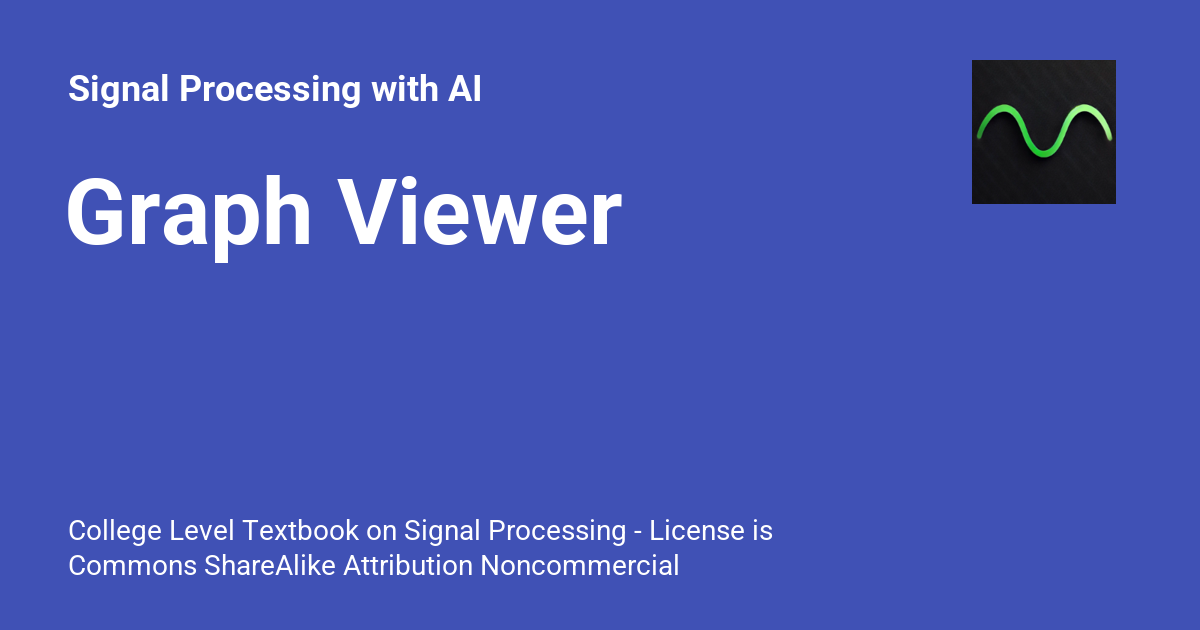 Signal Processing with AI
Graph Viewer
College Level Textbook on Signal Processing - License is
Commons ShareAlike Attribution Noncommercial